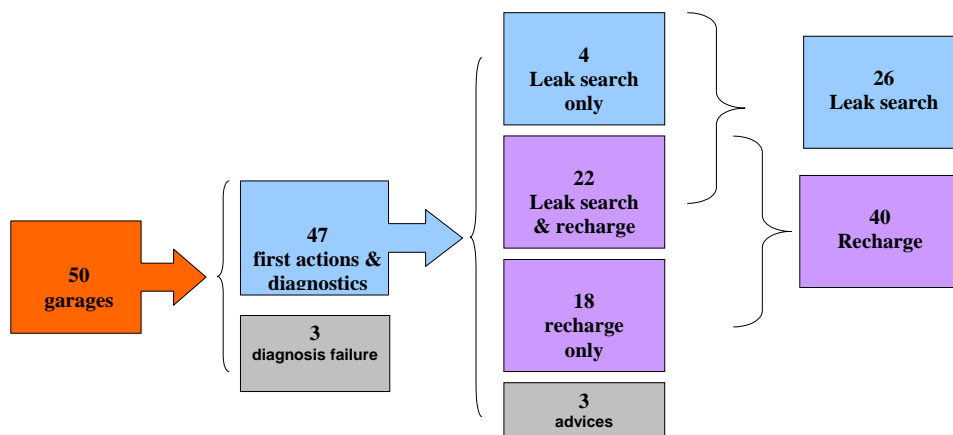 50
garages
47
first actions &
diagnostics
3
diagnosis failure
4
Leak search
only
22
Leak search
& recharge
18
recharge
only
3
advices
26
Leak search
40
Recharge